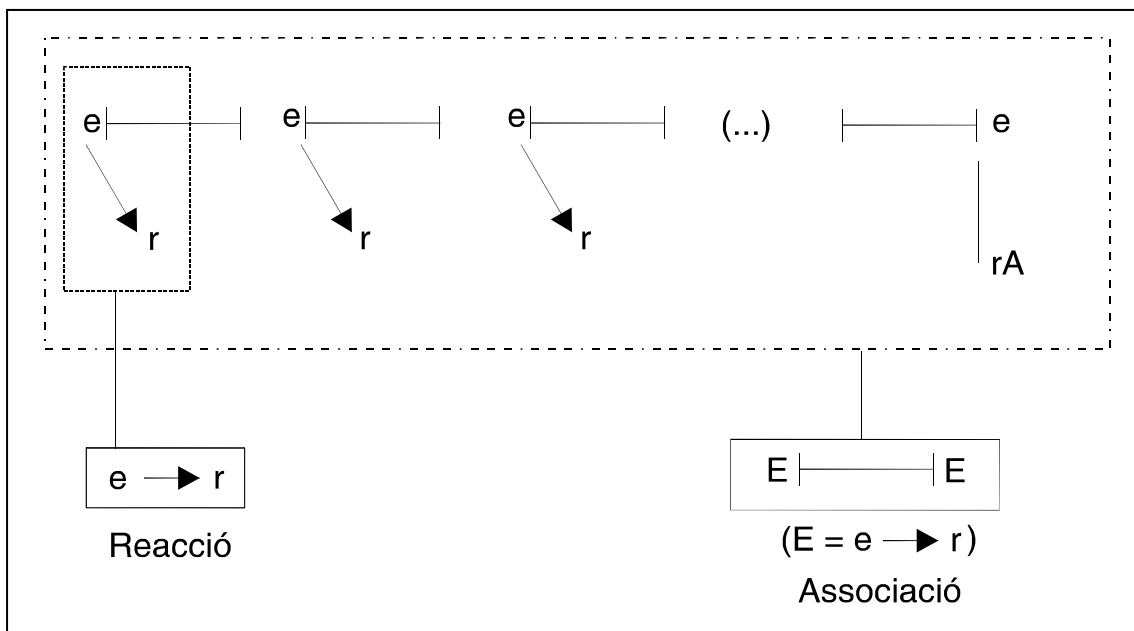 e e e (...) e
r r r rA
e → r E E
Reacció (E = e → r)
Associació